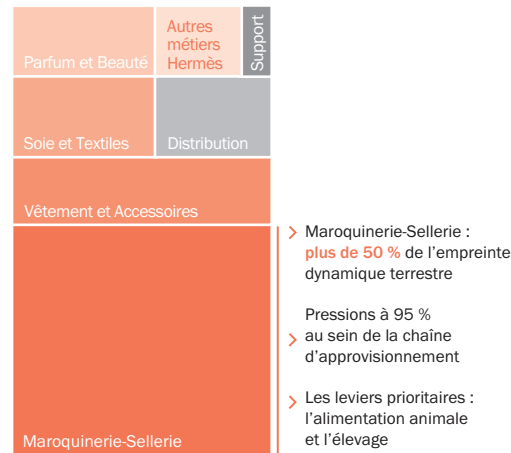 Parfum et Beauté
Autres
métiers
Hermès
Support
Soie et Textiles
Distribution
Vêtement et Accessoires
Maroquinerie-Sellerie
Maroquinerie-Sellerie :
plus de 50 % de l'empreinte
dynamique terrestre
Pressions à 95 %
au sein de la chaîne
d'approvisionnement
Les leviers prioritaires :
l'alimentation animale
et l'élevage